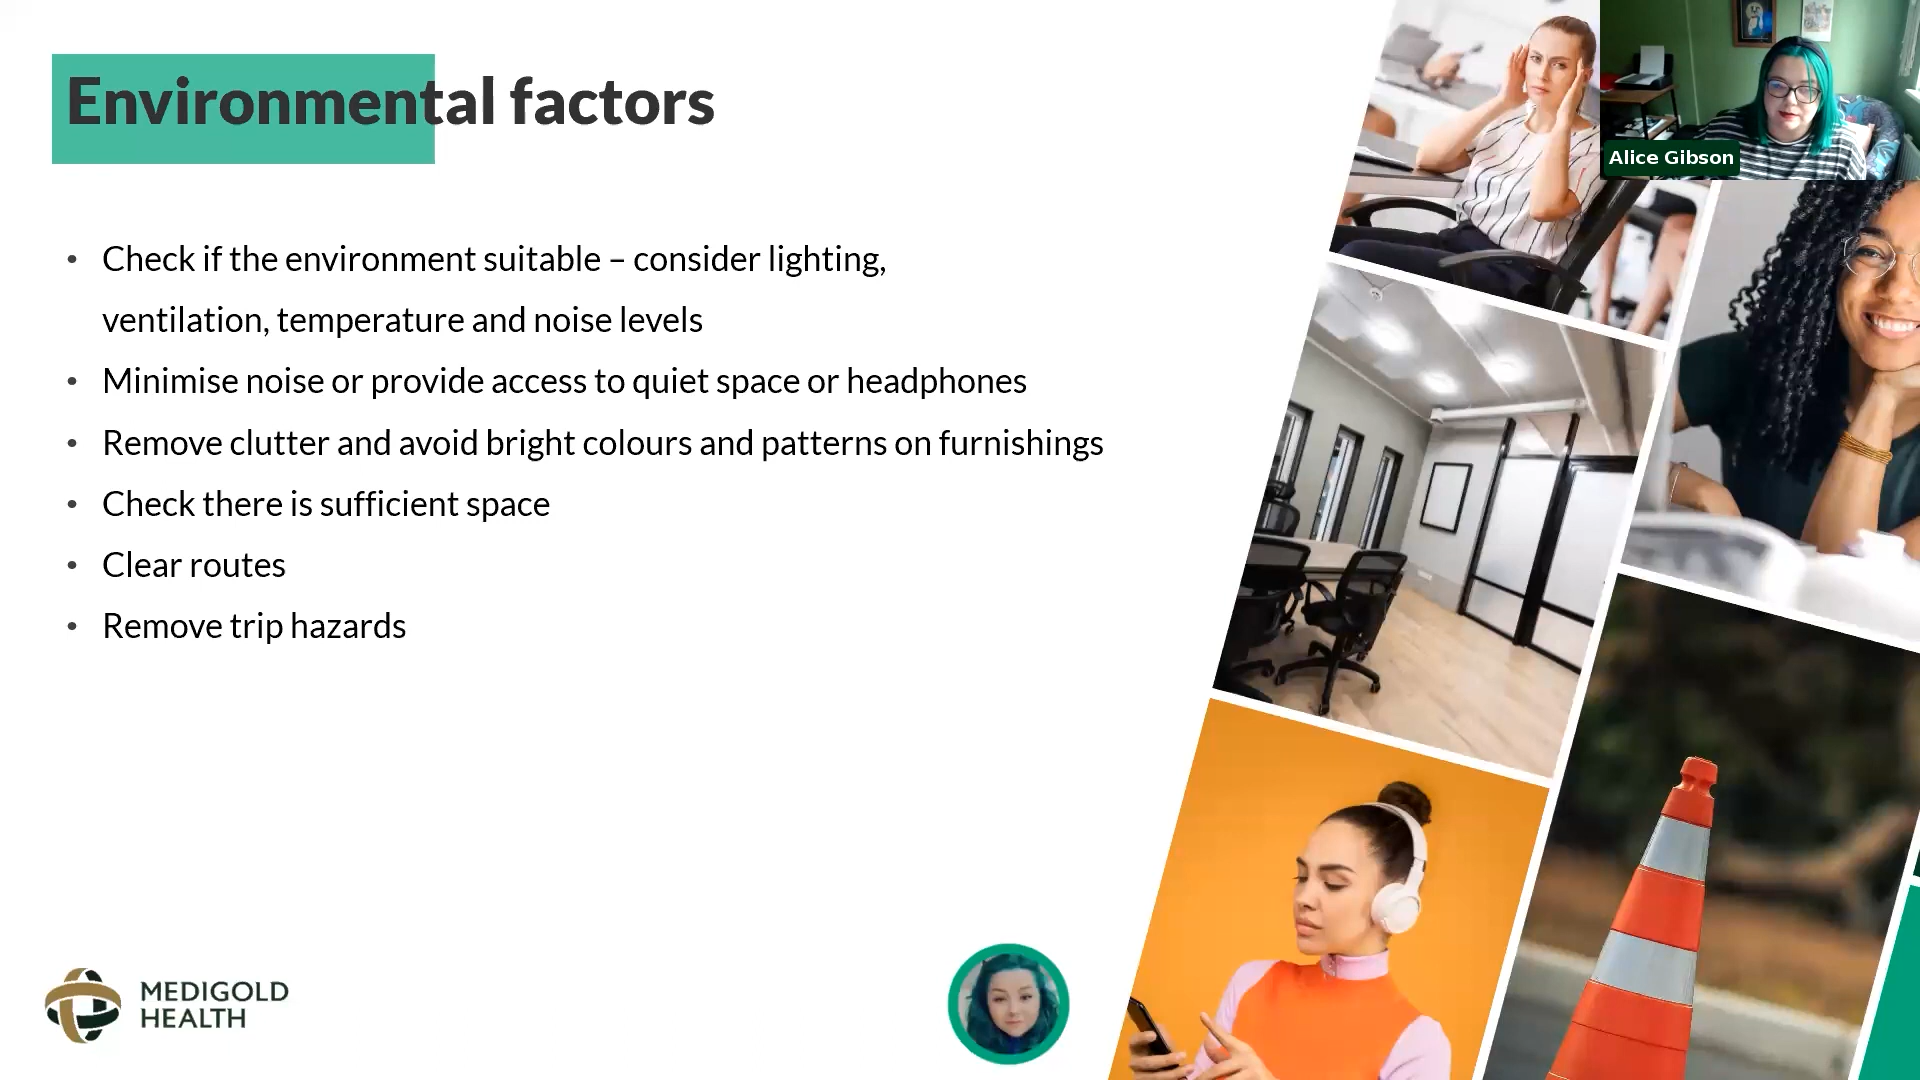 Environmental factors
Alice Gibson
• Check if the environment suitable – consider lighting,
ventilation, temperature and noise levels
• Minimise noise or provide access to quiet space or headphones
• Remove clutter and avoid bright colours and patterns on furnishings
• Check there is sufficient space
• Clear routes
• Remove trip hazards
MEDIGOLD
HEALTH